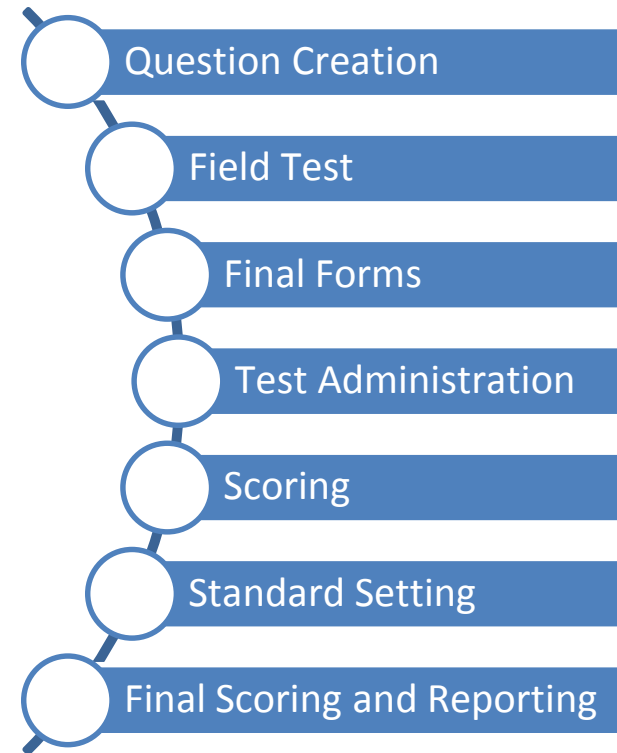 Question Creation
Field Test
Final Forms
Test Administration
Scoring
Standard Setting
Final Scoring and Reporting